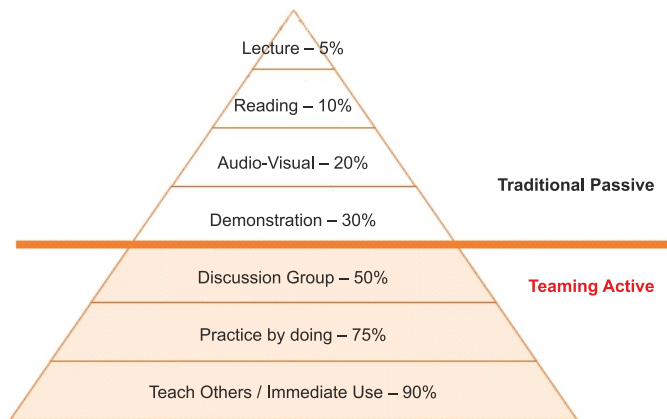 Lecture – 5%
Reading – 10%
Audio-Visual – 20%
Traditional Passive
Demonstration – 30%
Discussion Group – 50%
Teaming Active
Practice by doing – 75%
Teach Others / Immediate Use – 90%